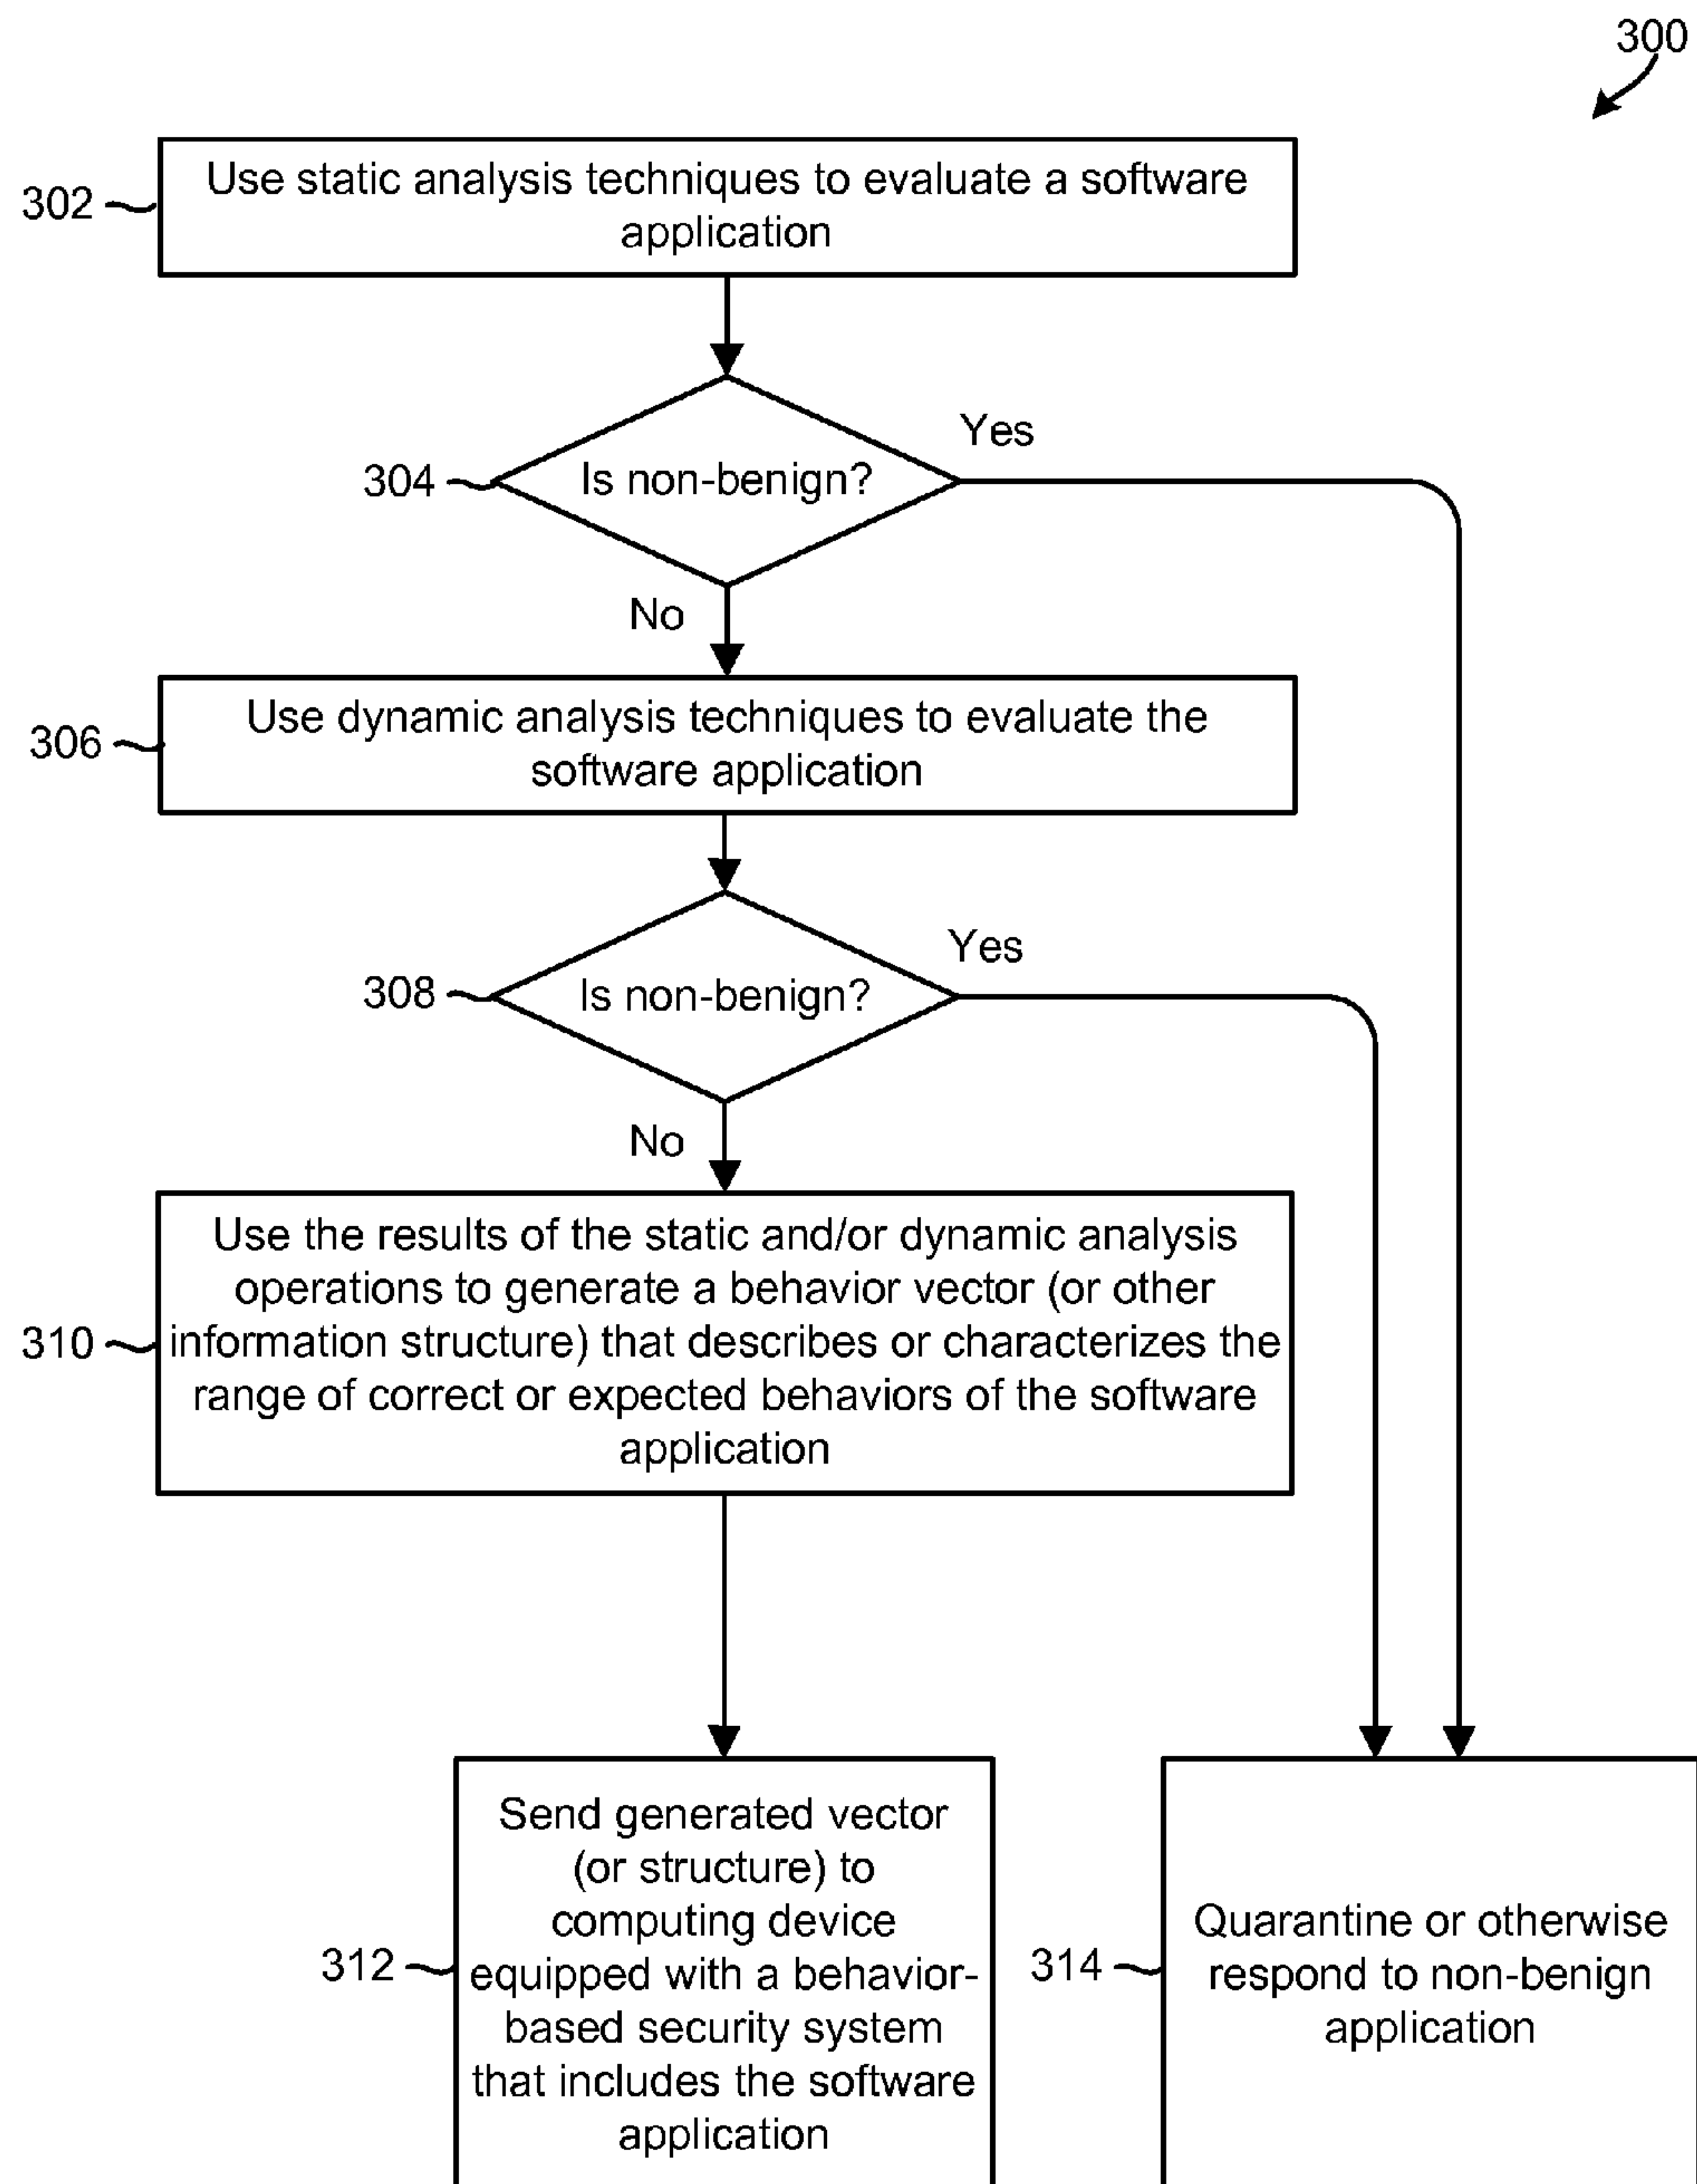 300
302
Use static analysis techniques to evaluate a software
application
Yes
304
Is non-benign?
No
306
Use dynamic analysis techniques to evaluate the
software application
Yes
308
Is non-benign?
No
310
Use the results of the static and/or dynamic analysis
operations to generate a behavior vector (or other
information structure) that describes or characterizes the
range of correct or expected behaviors of the software
application
312
Send generated vector
(or structure) to
computing device
equipped with a behavior-
based security system
that includes the software
application
314
Quarantine or otherwise
respond to non-benign
application